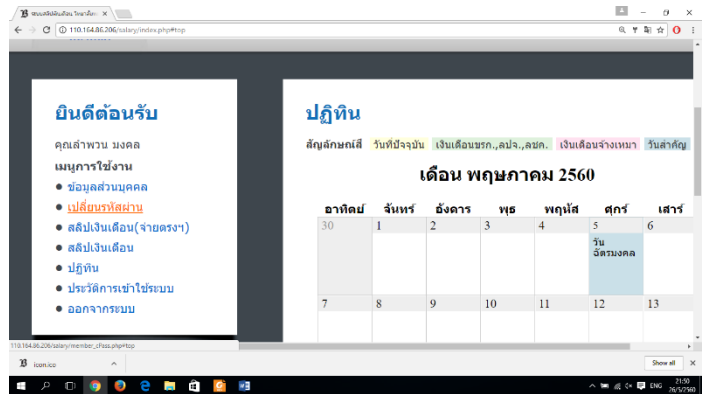 ระบบสลิปเงินเดือน วิทยาลัยก
110.164.86.206/salary/index.php#top
ยินดีต้อนรับ
คุณลำพวน มงคล
เมนูการใช้งาน
ข้อมูลส่วนบุคคล
เปลี่ยนรหัสผ่าน
สลิปเงินเดือน(จ่ายตรงฯ)
สลิปเงินเดือน
ปฏิทิน
ประวัติการเข้าใช้ระบบ
ออกจากระบบ
ปฏิทิน
สัญลักษณ์สี วันที่ปัจจุบัน เงินเดือนขรก.,ลปจ.,ลชค. เงินเดือนจ้างเหมา วันสำคัญ
เดือน พฤษภาคม 2560
อาทิตย์ จันทร์ อังคาร พุธ พฤหัส ศุกร์ เสาร์
30 1 2 3 4 5 6
วัน
ฉัตรมงคล
7 8 9 10 11 12 13
110.164.86.206/salary/member_cPass.php#top
icon.ico
Show all
ENG
21:50
26/5/2560